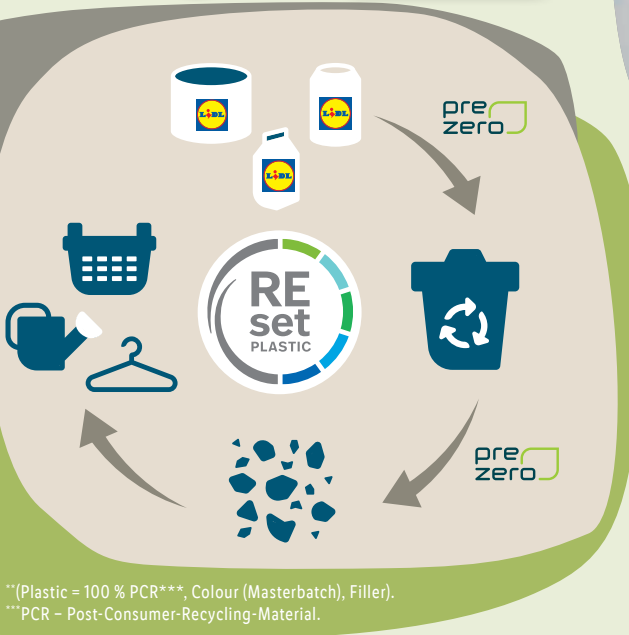 LIDL
LIDL
LIDL
pre
zero
RE
set
PLASTIC
pre
zero
**(Plastic = 100 % PCR***, Colour (Masterbatch), Filler).
***PCR – Post-Consumer-Recycling-Material.